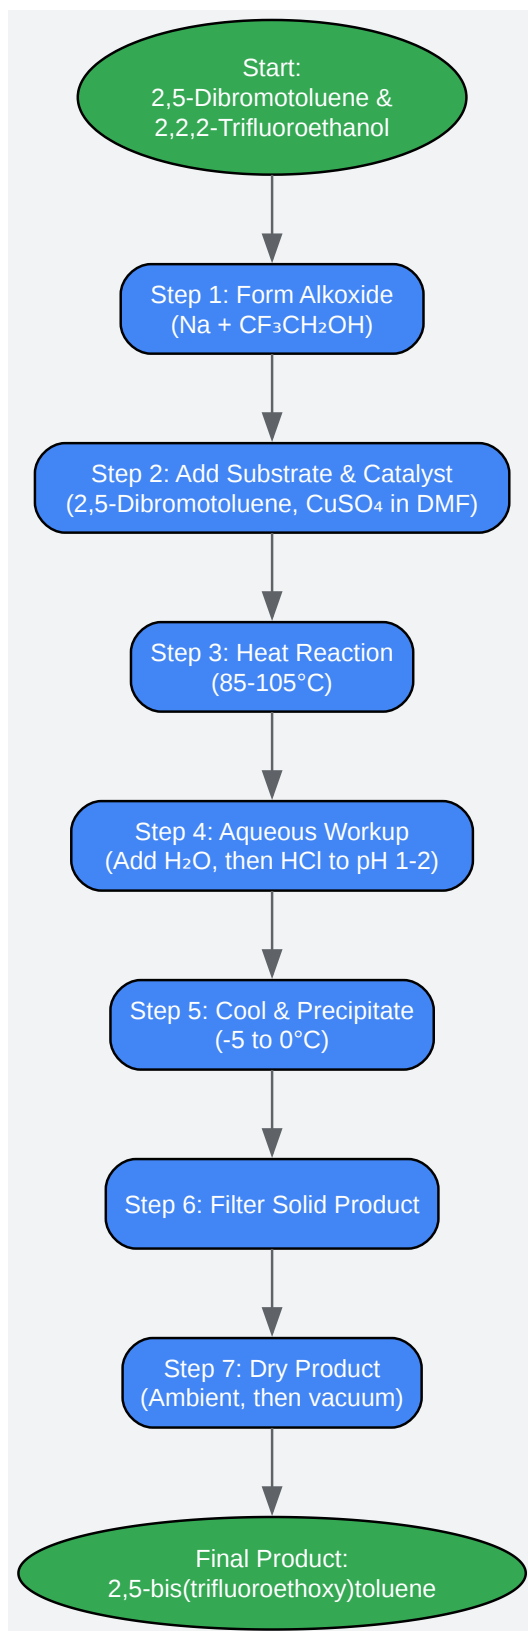 Start:
2,5-Dibromotoluene &
2,2,2-Trifluoroethanol
Step 1: Form Alkoxide
(Na + CF₃CH₂OH)
Step 2: Add Substrate & Catalyst
(2,5-Dibromotoluene, CuSO₄ in DMF)
Step 3: Heat Reaction
(85-105°C)
Step 4: Aqueous Workup
(Add H₂O, then HCl to pH 1-2)
Step 5: Cool & Precipitate
(-5 to 0°C)
Step 6: Filter Solid Product
Step 7: Dry Product
(Ambient, then vacuum)
Final Product:
2,5-bis(trifluoroethoxy)toluene